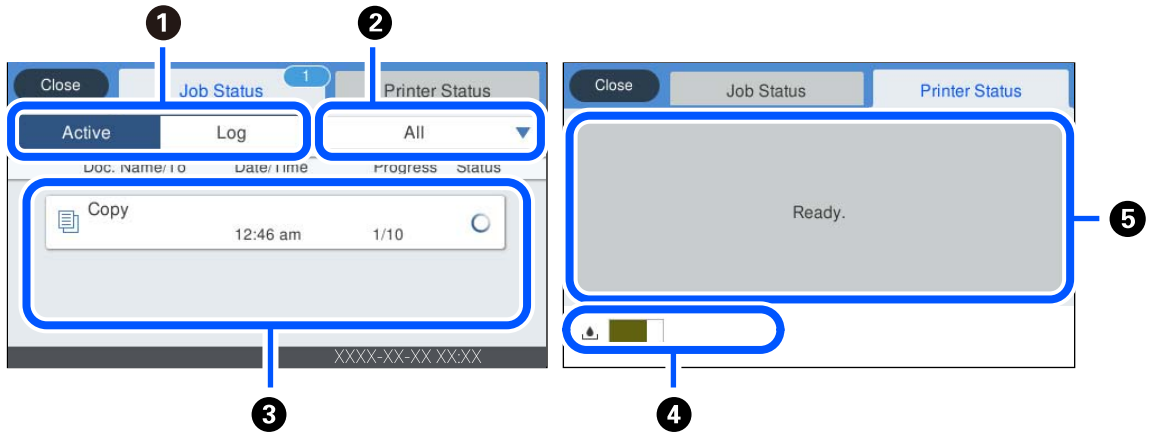 1
2
Close
Job Status
1
Printer Status
Active
Log
All
Doc. Name/To
Date/Time
Progress
Status
Copy
12:46 am
1/10
XXXX-XX-XX XX:XX
3
Close
Job Status
Printer Status
Ready.
5
4